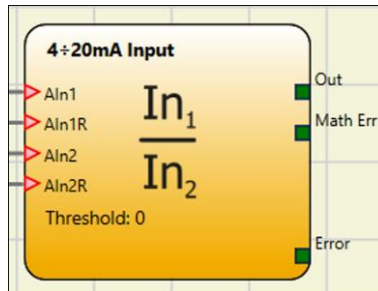 4÷20mA Input
AIn1
AIn1R
AIn2
AIn2R
In1
In2
Threshold: 0
Out
Math Err
Error